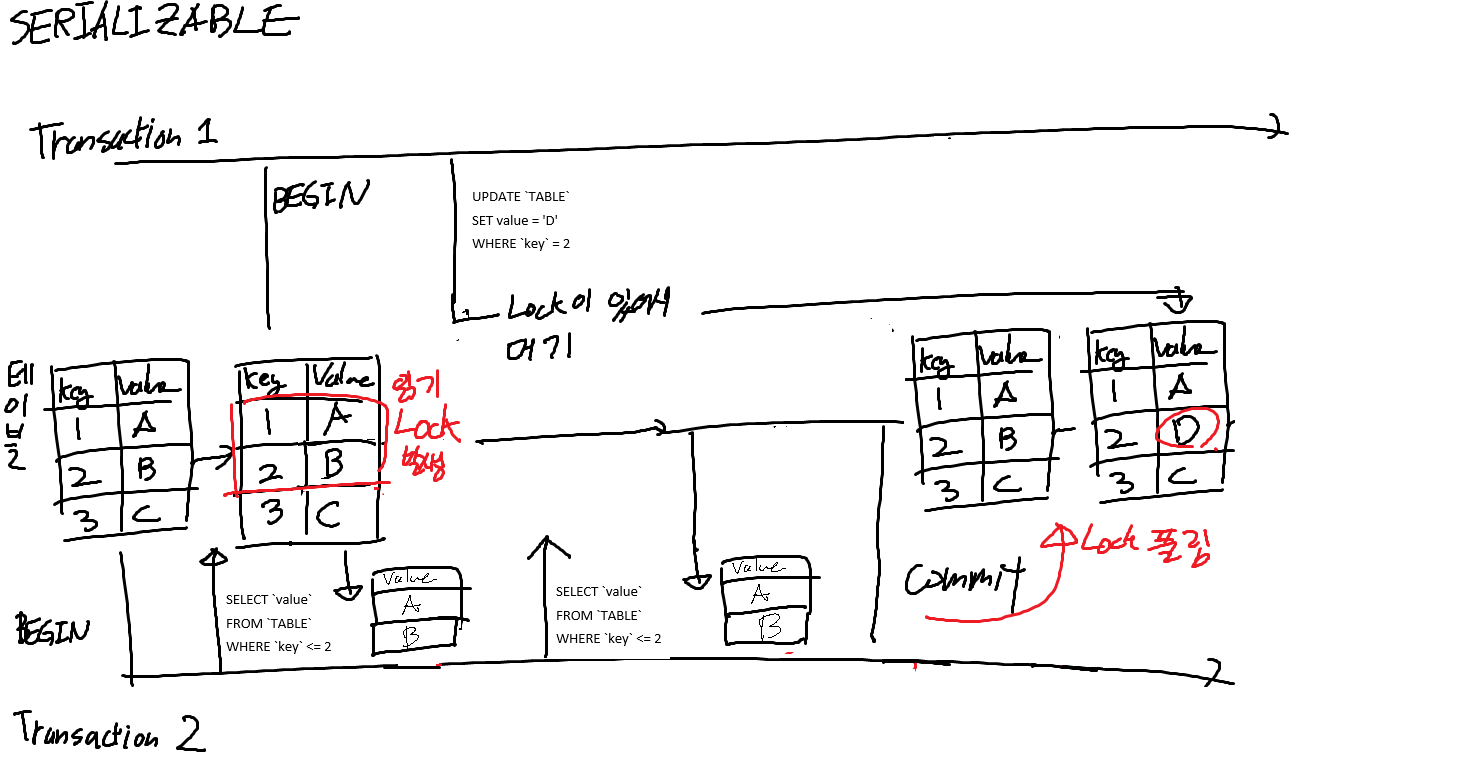 SERIALIZABLE
Transaction 1
BEGIN
UPDATE `TABLE`
SET value = 'D'
WHERE `key` = 2
Lock이 있어서
대기
테이블
key value
1 A
2 B
3 C
key value
1 A
2 B
3 C
읽기
Lock
발생
key value
1 A
2 B
3 C
key value
1 A
2 D
3 C
Lock 풀림
commit
BEGIN
SELECT `value`
FROM `TABLE`
WHERE `key` <= 2
value
A
B
SELECT `value`
FROM `TABLE`
WHERE `key` <= 2
value
A
B
Transaction 2